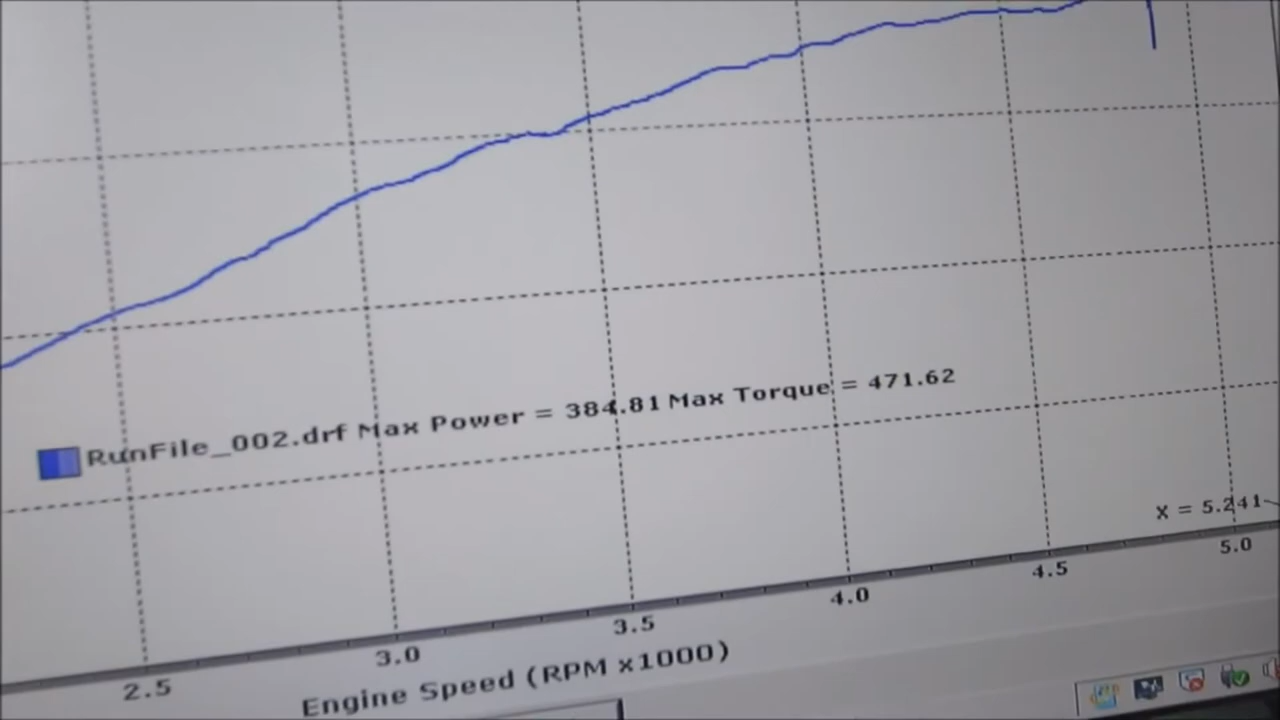 RunFile_002.drf Max Power = 384.81 Max Torque = 471.62
X = 5.241
2.5 3.0 3.5 4.0 4.5 5.0
Engine Speed (RPM x1000)